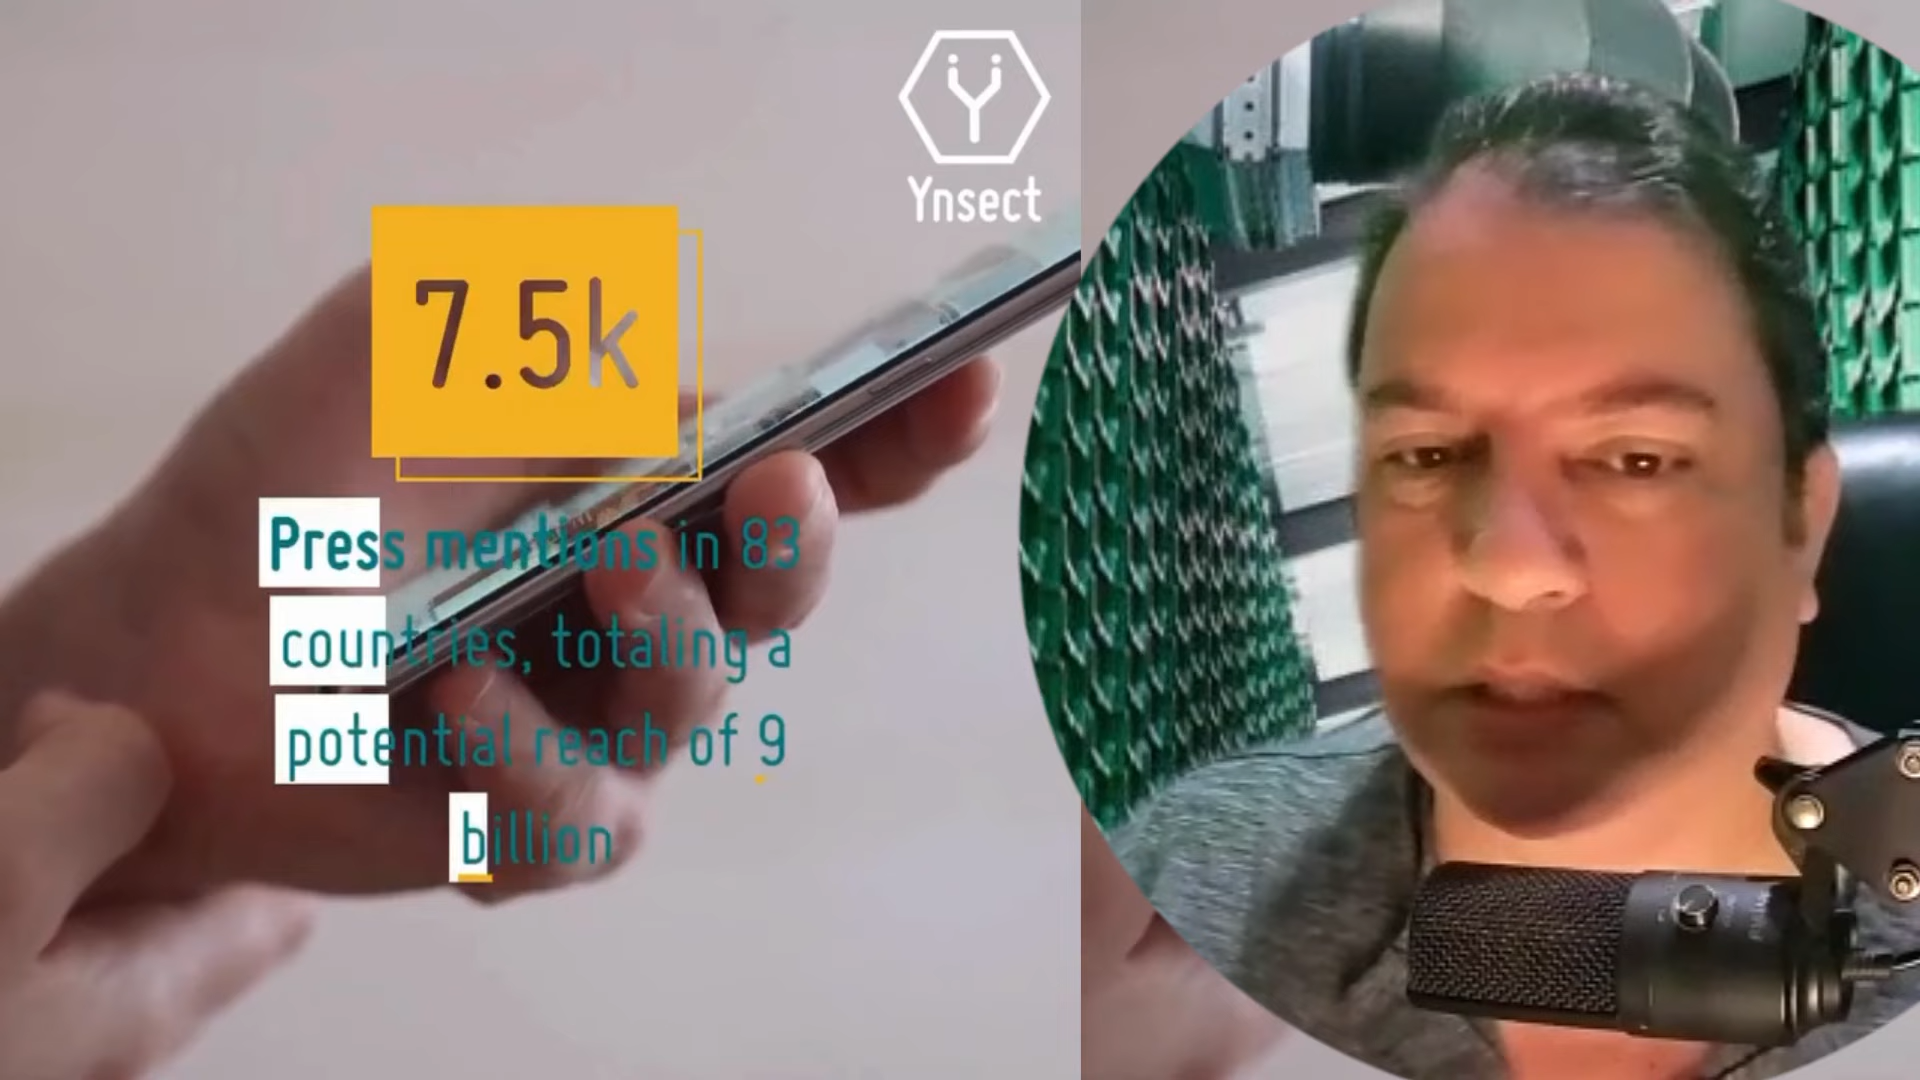 Ynsect
7.5k
Press mentions in 83
countries, totaling a
potential reach of 9
billion